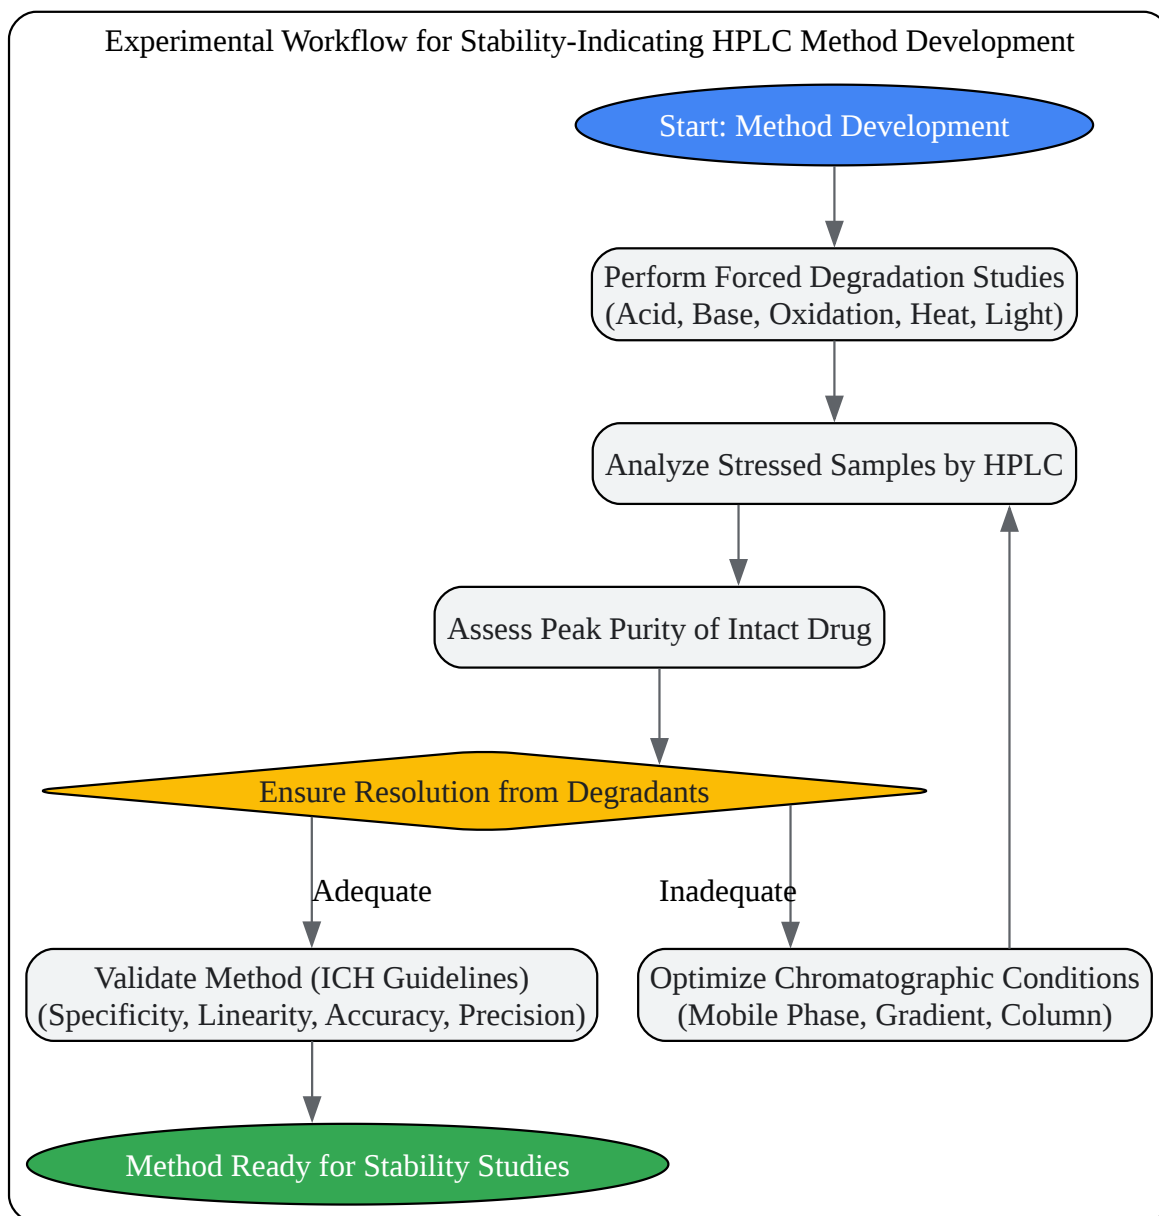 Experimental Workflow for Stability-Indicating HPLC Method Development
Start: Method Development
Perform Forced Degradation Studies
(Acid, Base, Oxidation, Heat, Light)
Analyze Stressed Samples by HPLC
Assess Peak Purity of Intact Drug
Ensure Resolution from Degradants
Adequate
Inadequate
Validate Method (ICH Guidelines)
(Specificity, Linearity, Accuracy, Precision)
Optimize Chromatographic Conditions
(Mobile Phase, Gradient, Column)
Method Ready for Stability Studies